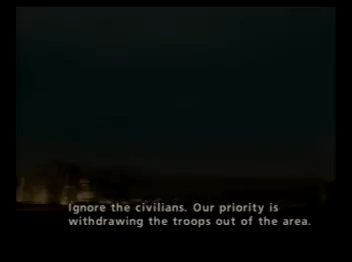 Ignore the civilians. Our priority is
withdrawing the troops out of the area.